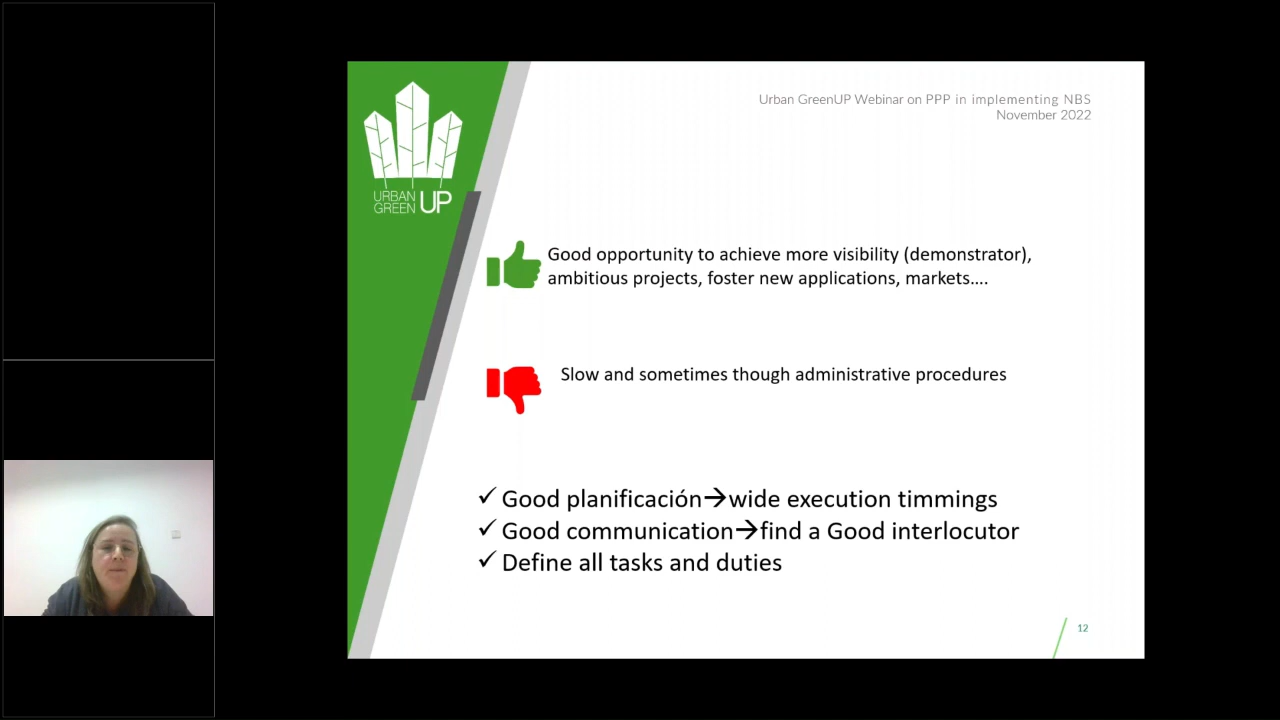 URBAN
GREEN UP
Urban GreenUP Webinar on PPP in implementing NBS
November 2022
Good opportunity to achieve more visibility (demonstrator),
ambitious projects, foster new applications, markets....
Slow and sometimes though administrative procedures
✓ Good planificación→wide execution timmings
✓ Good communication→find a Good interlocutor
✓ Define all tasks and duties
12